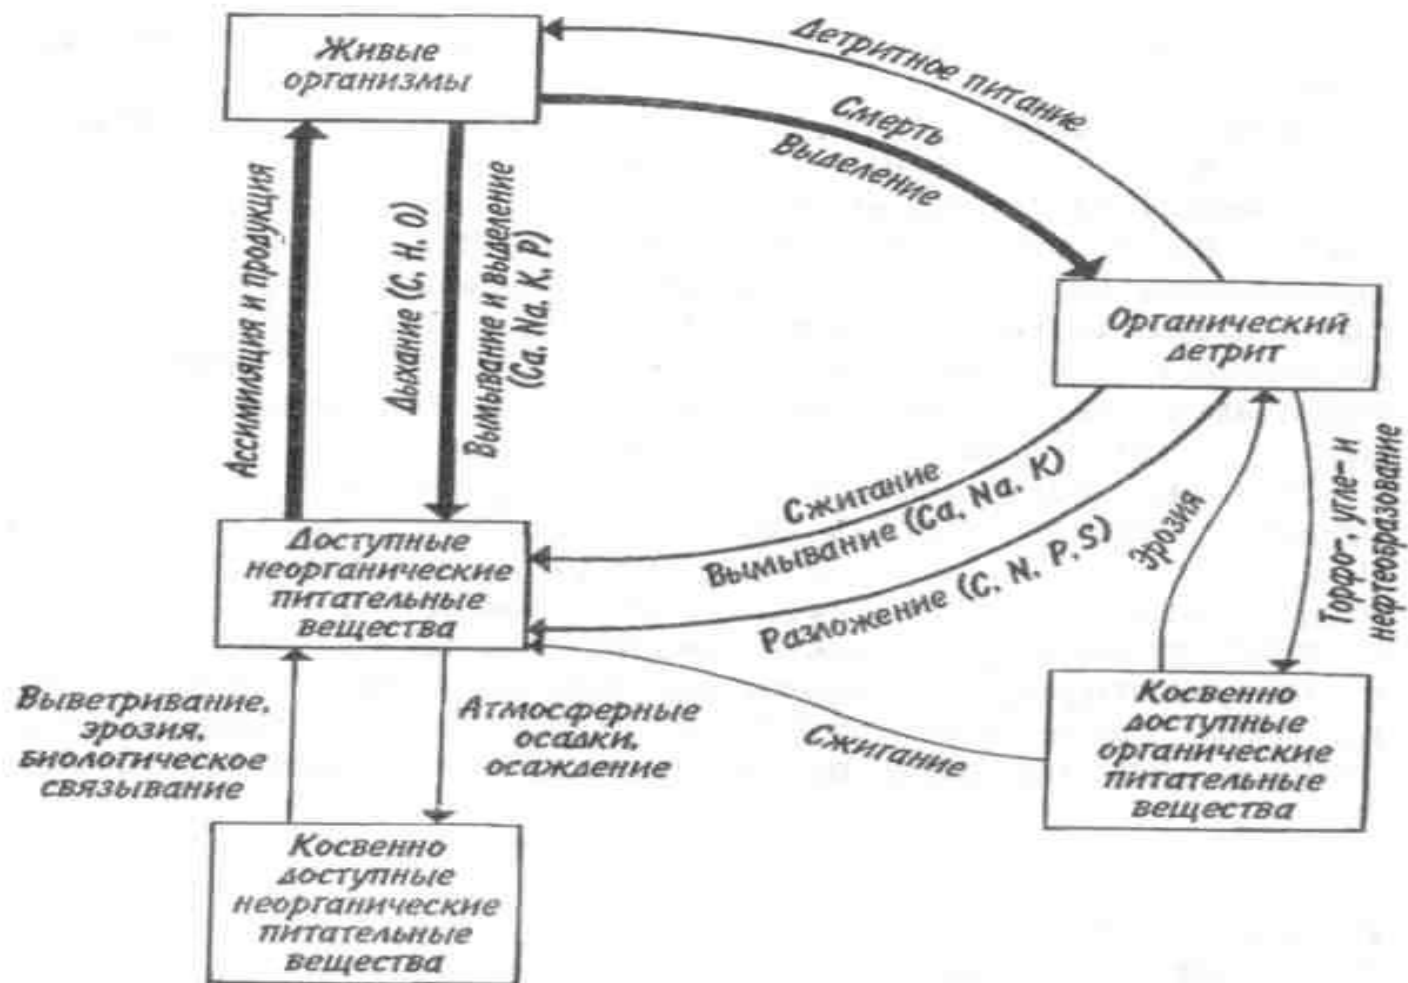 Живые
организмы
Детритное питание
Смерть
Выделение
Ассимиляция и продукция
Дыхание (C, H, O)
Вымывание и выделение
(Ca, Na, K, P)
Органический
детрит
Сжигание
Вымывание (Ca, Na, K)
Разложение (C, N, P, S)
Эрозия
Торфо-, угле- и
нефтеобразование
Доступные
неорганические
питательные
вещества
Выветривание,
эрозия,
биологическое
связывание
Атмосферные
осадки,
осаждение
Сжигание
Косвенно
доступные
органические
питательные
вещества
Косвенно
доступные
неорганические
питательные
вещества